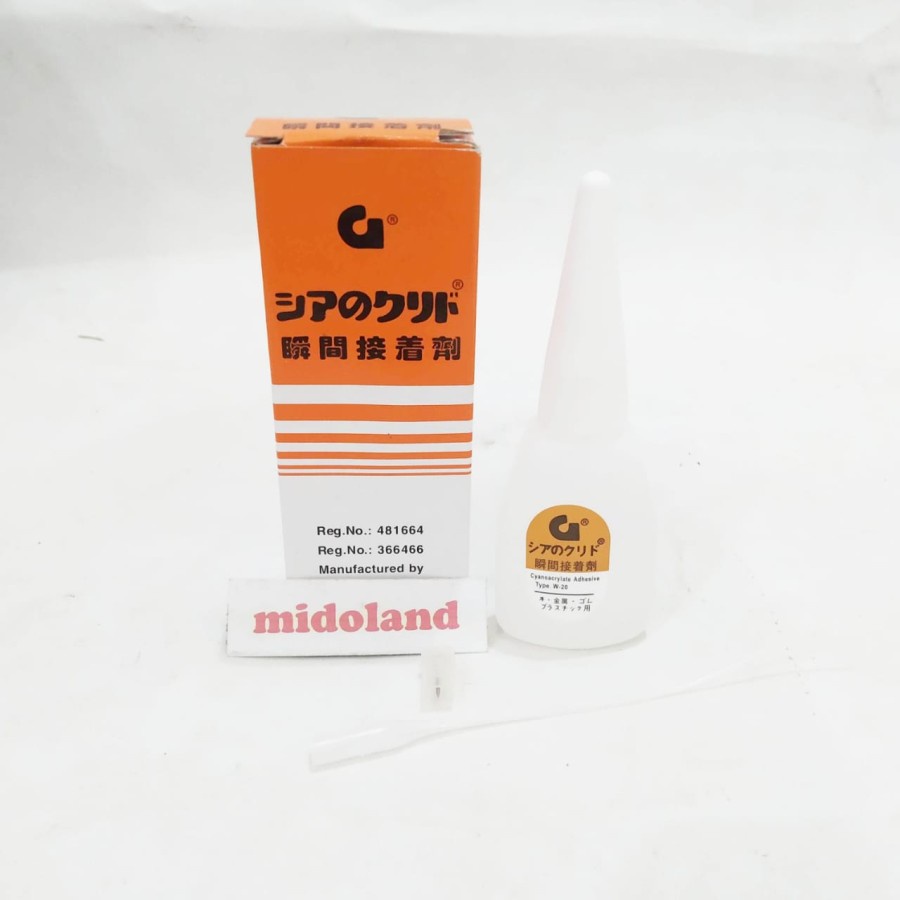 瞬間接着剤
G®
シアのクリド®
瞬間接着剤
Reg.No.: 481664
Reg.No.: 366466
Manufactured by
midoland
G®
シアのクリド®
瞬間接着剤
Cyanoacrylate Adhesive
Type. W-20
木・金属・ゴム
プラスチック用